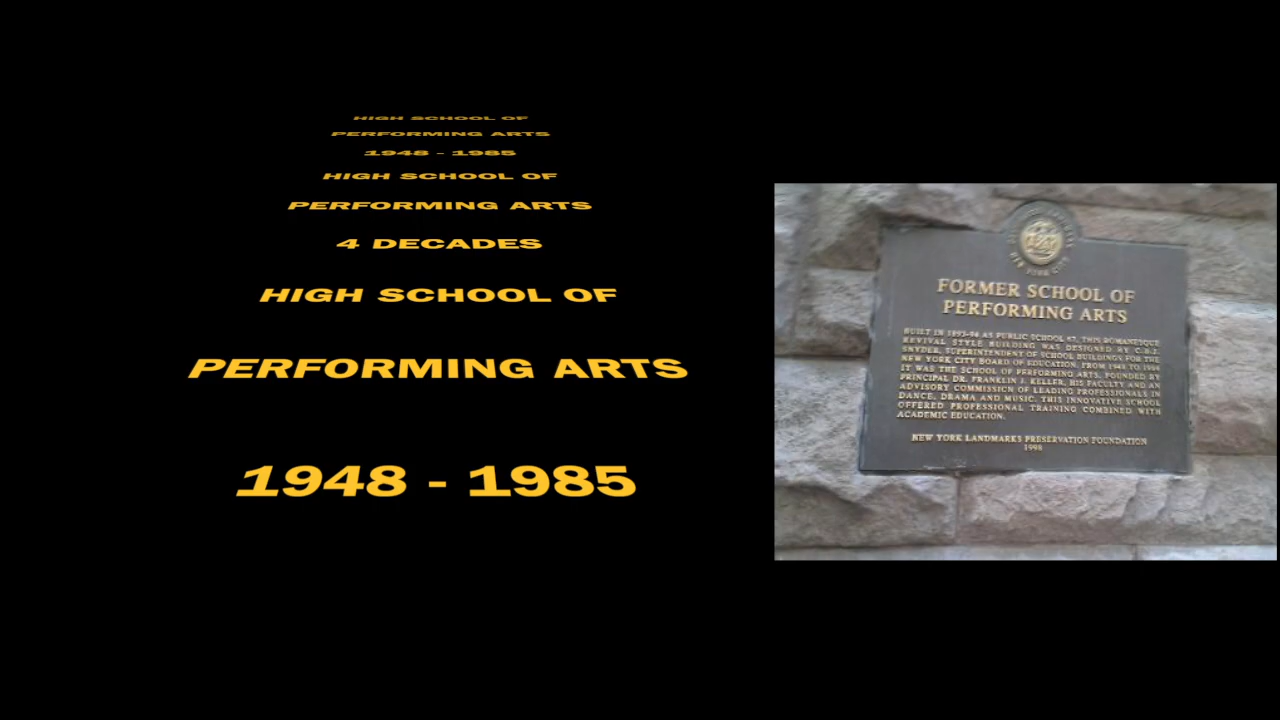 HIGH SCHOOL OF
PERFORMING ARTS
1948 - 1985
HIGH SCHOOL OF
PERFORMING ARTS
4 DECADES
HIGH SCHOOL OF
PERFORMING ARTS
1948 - 1985
NEW YORK CITY
FORMER SCHOOL OF
PERFORMING ARTS
BUILT IN 1893-94 AS PUBLIC SCHOOL 67, THIS ROMANESQUE
REVIVAL STYLE BUILDING WAS DESIGNED BY C.B.J.
SNYDER, SUPERINTENDENT OF SCHOOL BUILDINGS FOR THE
NEW YORK CITY BOARD OF EDUCATION. FROM 1948 TO 1984
IT WAS THE SCHOOL OF PERFORMING ARTS, FOUNDED BY
PRINCIPAL DR. FRANKLIN J. KELLER, HIS FACULTY AND AN
ADVISORY COMMISSION OF LEADING PROFESSIONALS IN
DANCE, DRAMA AND MUSIC. THIS INNOVATIVE SCHOOL
OFFERED PROFESSIONAL TRAINING COMBINED WITH
ACADEMIC EDUCATION.
NEW YORK LANDMARKS PRESERVATION FOUNDATION
1998